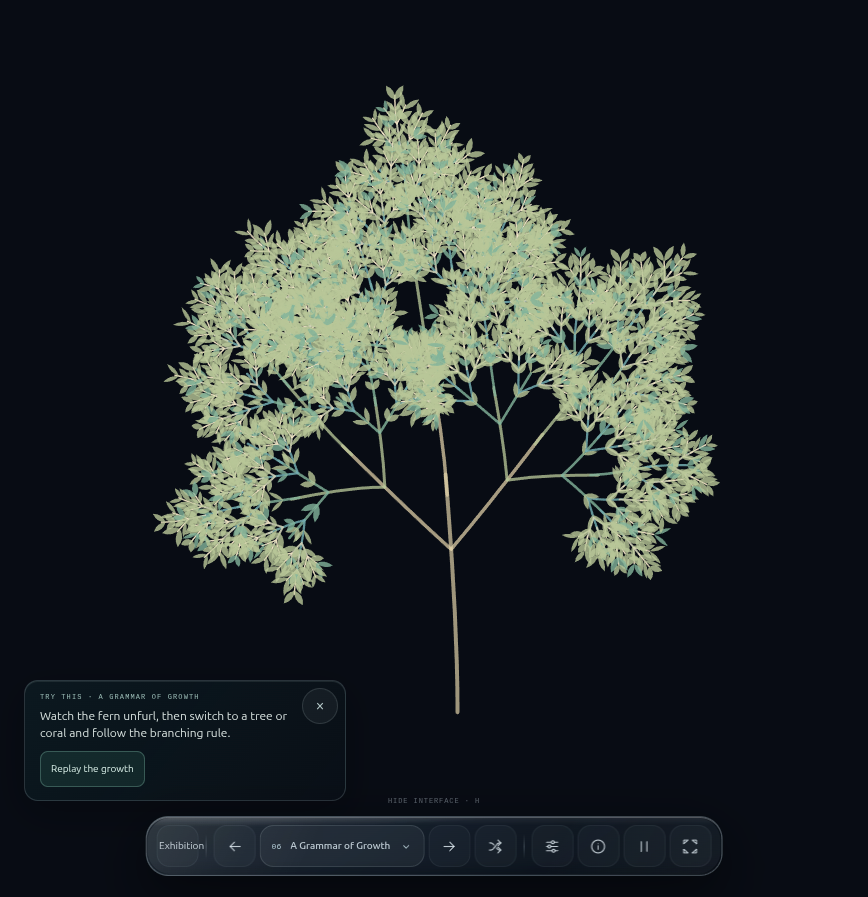 TRY THIS · A GRAMMAR OF GROWTH
Watch the fern unfurl, then switch to a tree or
coral and follow the branching rule.
Replay the growth
HIDE INTERFACE · H
Exhibition
06 A Grammar of Growth